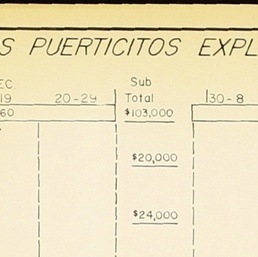 S PUERTICITOS EXPL
EC. Sub
19 20-29 Total 30-8
60 $103,000
$20,000
$24,000